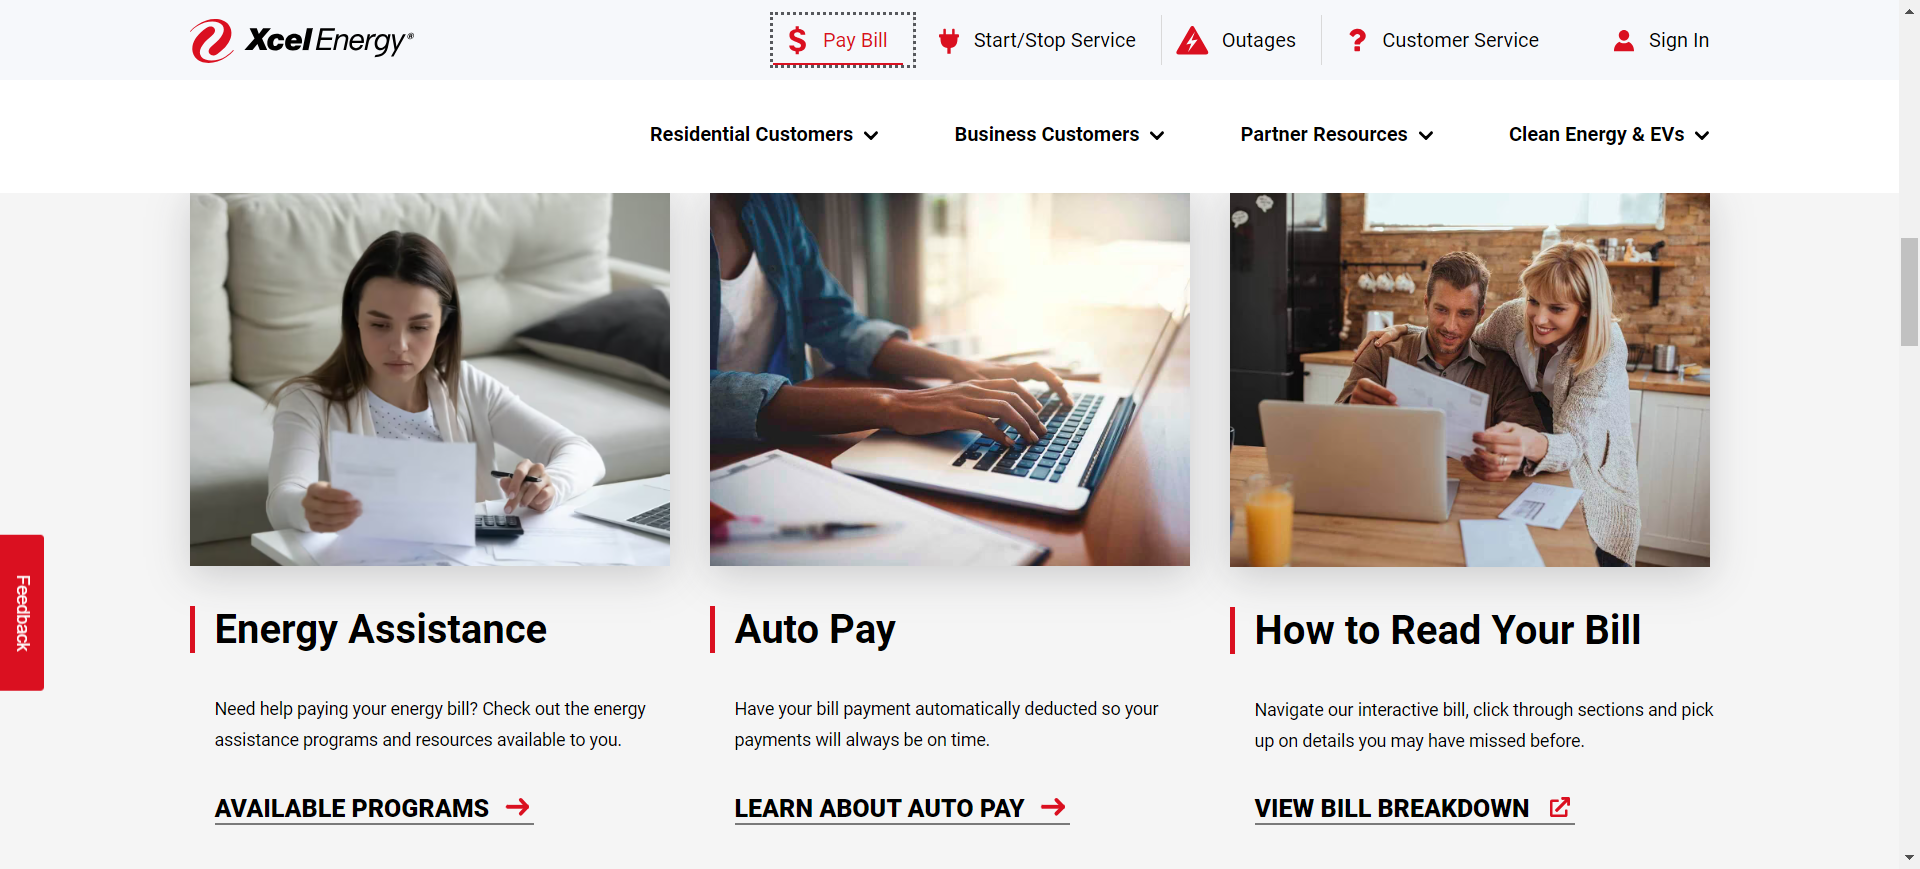 Xcel Energy®
Pay Bill
Start/Stop Service
Outages
Customer Service
Sign In
Residential Customers
Business Customers
Partner Resources
Clean Energy & EVs
Feedback
Energy Assistance
Need help paying your energy bill? Check out the energy
assistance programs and resources available to you.
AVAILABLE PROGRAMS
Auto Pay
Have your bill payment automatically deducted so your
payments will always be on time.
LEARN ABOUT AUTO PAY
How to Read Your Bill
Navigate our interactive bill, click through sections and pick
up on details you may have missed before.
VIEW BILL BREAKDOWN